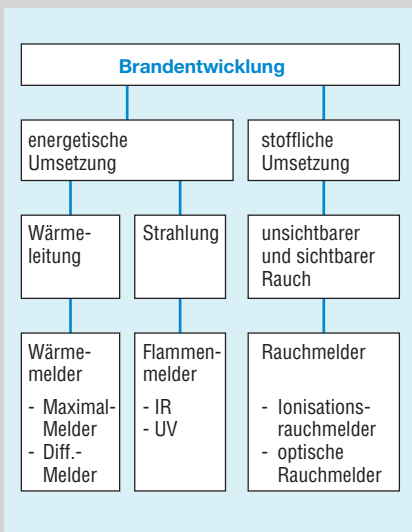 Brandentwicklung
energetische
Umsetzung
stoffliche
Umsetzung
Wärme-
leitung
Strahlung
unsichtbarer
und sichtbarer
Rauch
Wärme-
melder
- Maximal-
Melder
- Diff.-
Melder
Flammen-
melder
- IR
- UV
Rauchmelder
- Ionisations-
rauchmelder
- optische
Rauchmelder